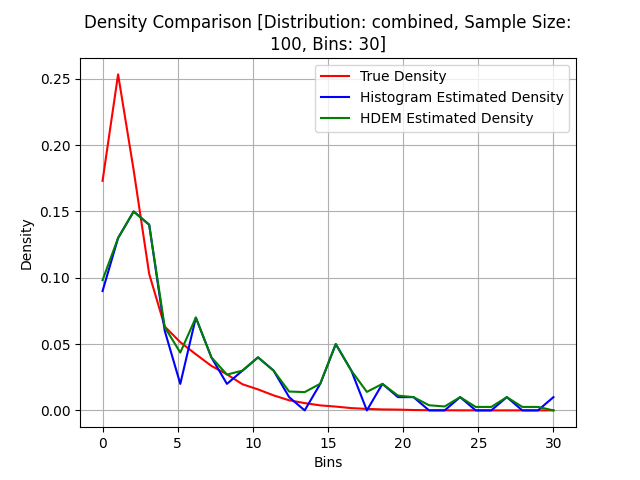 Density Comparison [Distribution: combined, Sample Size:
100, Bins: 30]
True Density
Histogram Estimated Density
HDEM Estimated Density
Density
0.25
0.20
0.15
0.10
0.05
0.00
0 5 10 15 20 25 30
Bins